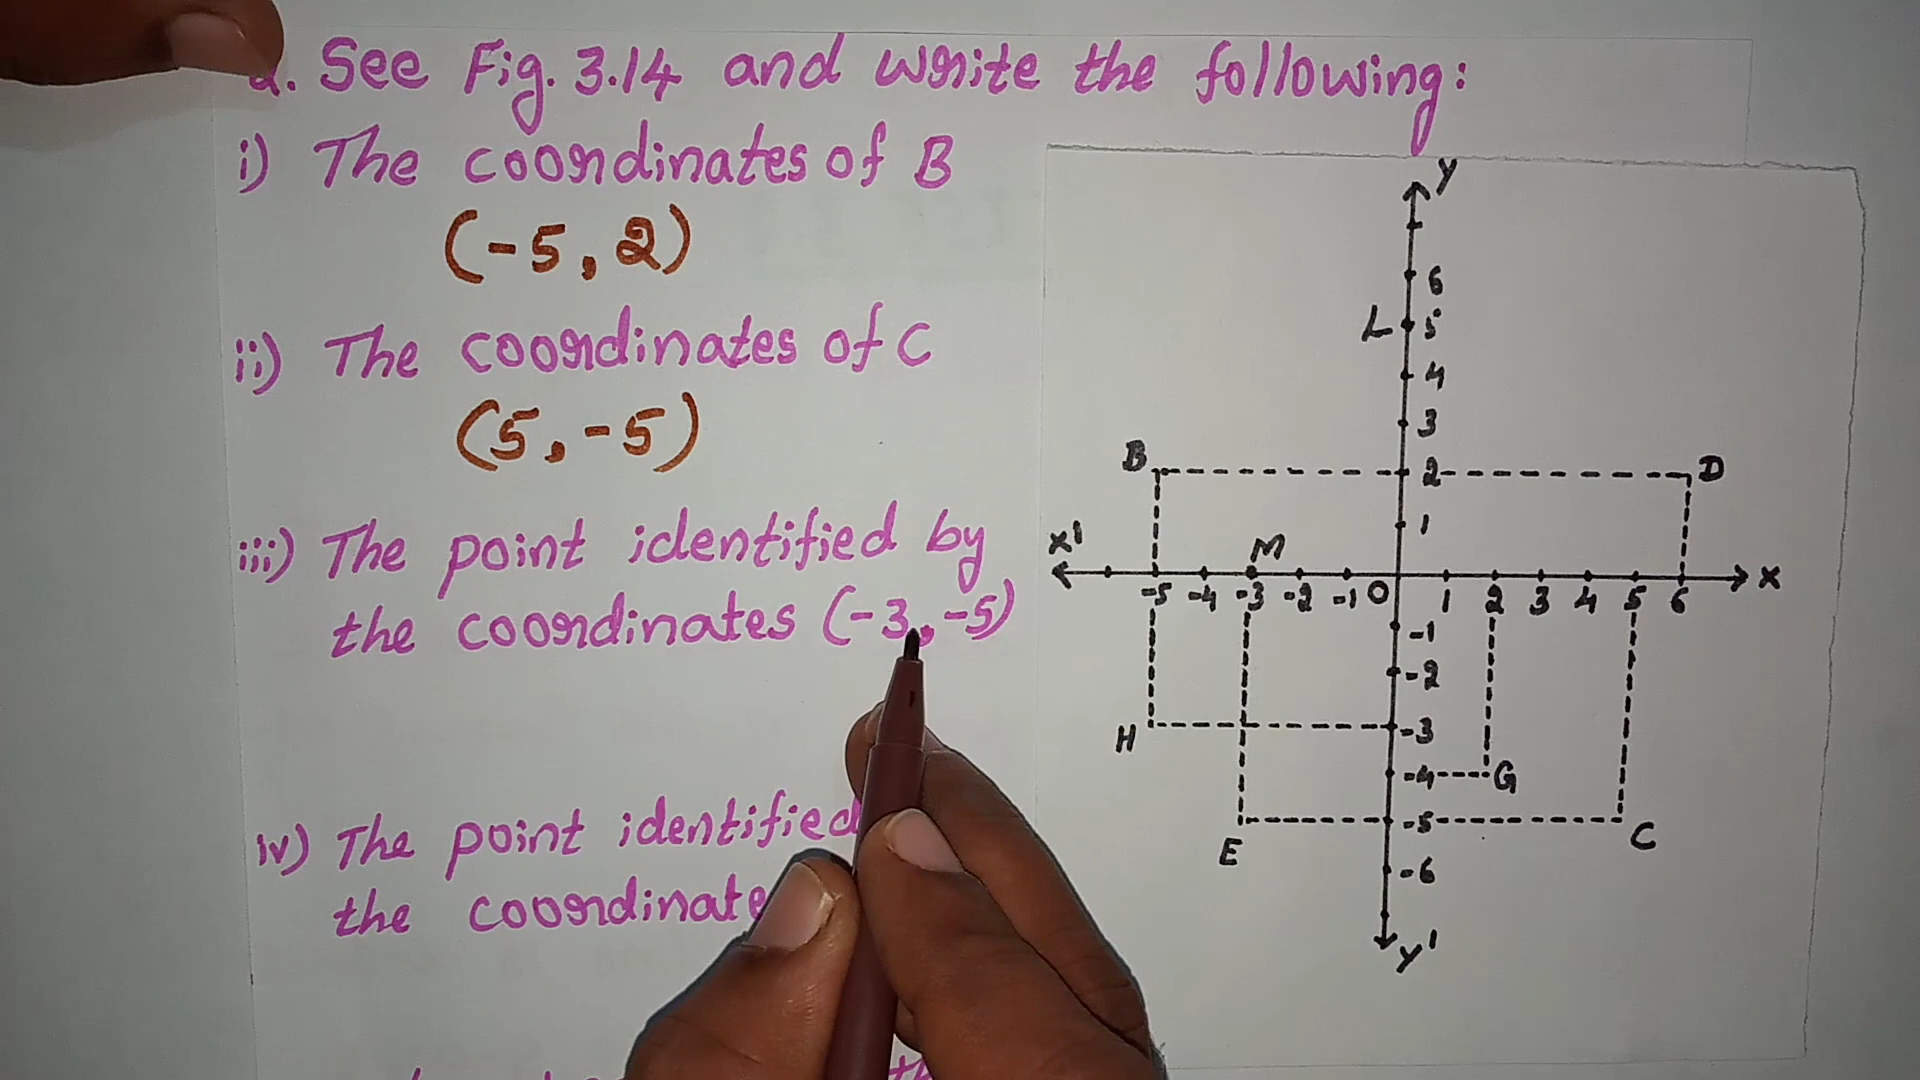 2. See Fig. 3.14 and write the following:
i) The coordinates of B
(-5, 2)
ii) The coordinates of C
(5, -5)
iii) The point identified by
the coordinates (-3, -5)
iv) The point identified
the coordinate
Y
6
L 5
4
3
B 2 D
1
X' M X
-5 -4 -3 -2 -1 O 1 2 3 4 5 6
-1
-2
H -3
-4 G
E -5 C
-6
Y'